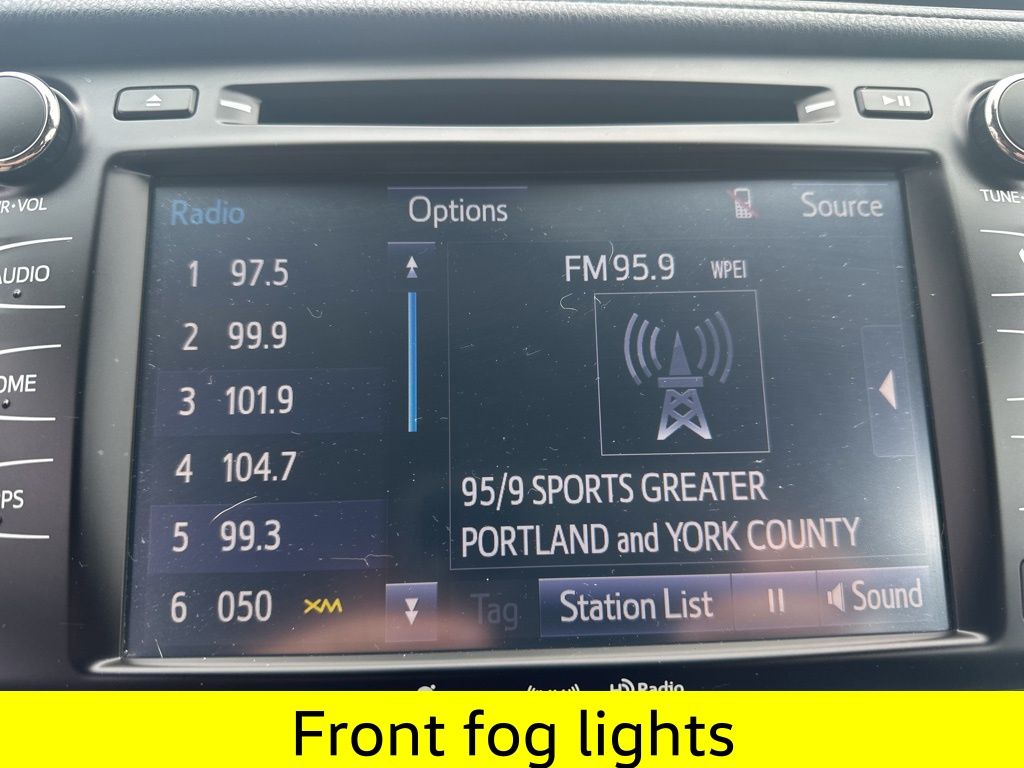 R•VOL
TUNE•
AUDIO
OME
PPS
Radio
Options
Source
1 97.5
2 99.9
3 101.9
4 104.7
5 99.3
6 050 XM
FM 95.9 WPEI
95/9 SPORTS GREATER
PORTLAND and YORK COUNTY
Tag
Station List
Sound
HD Radio
Front fog lights